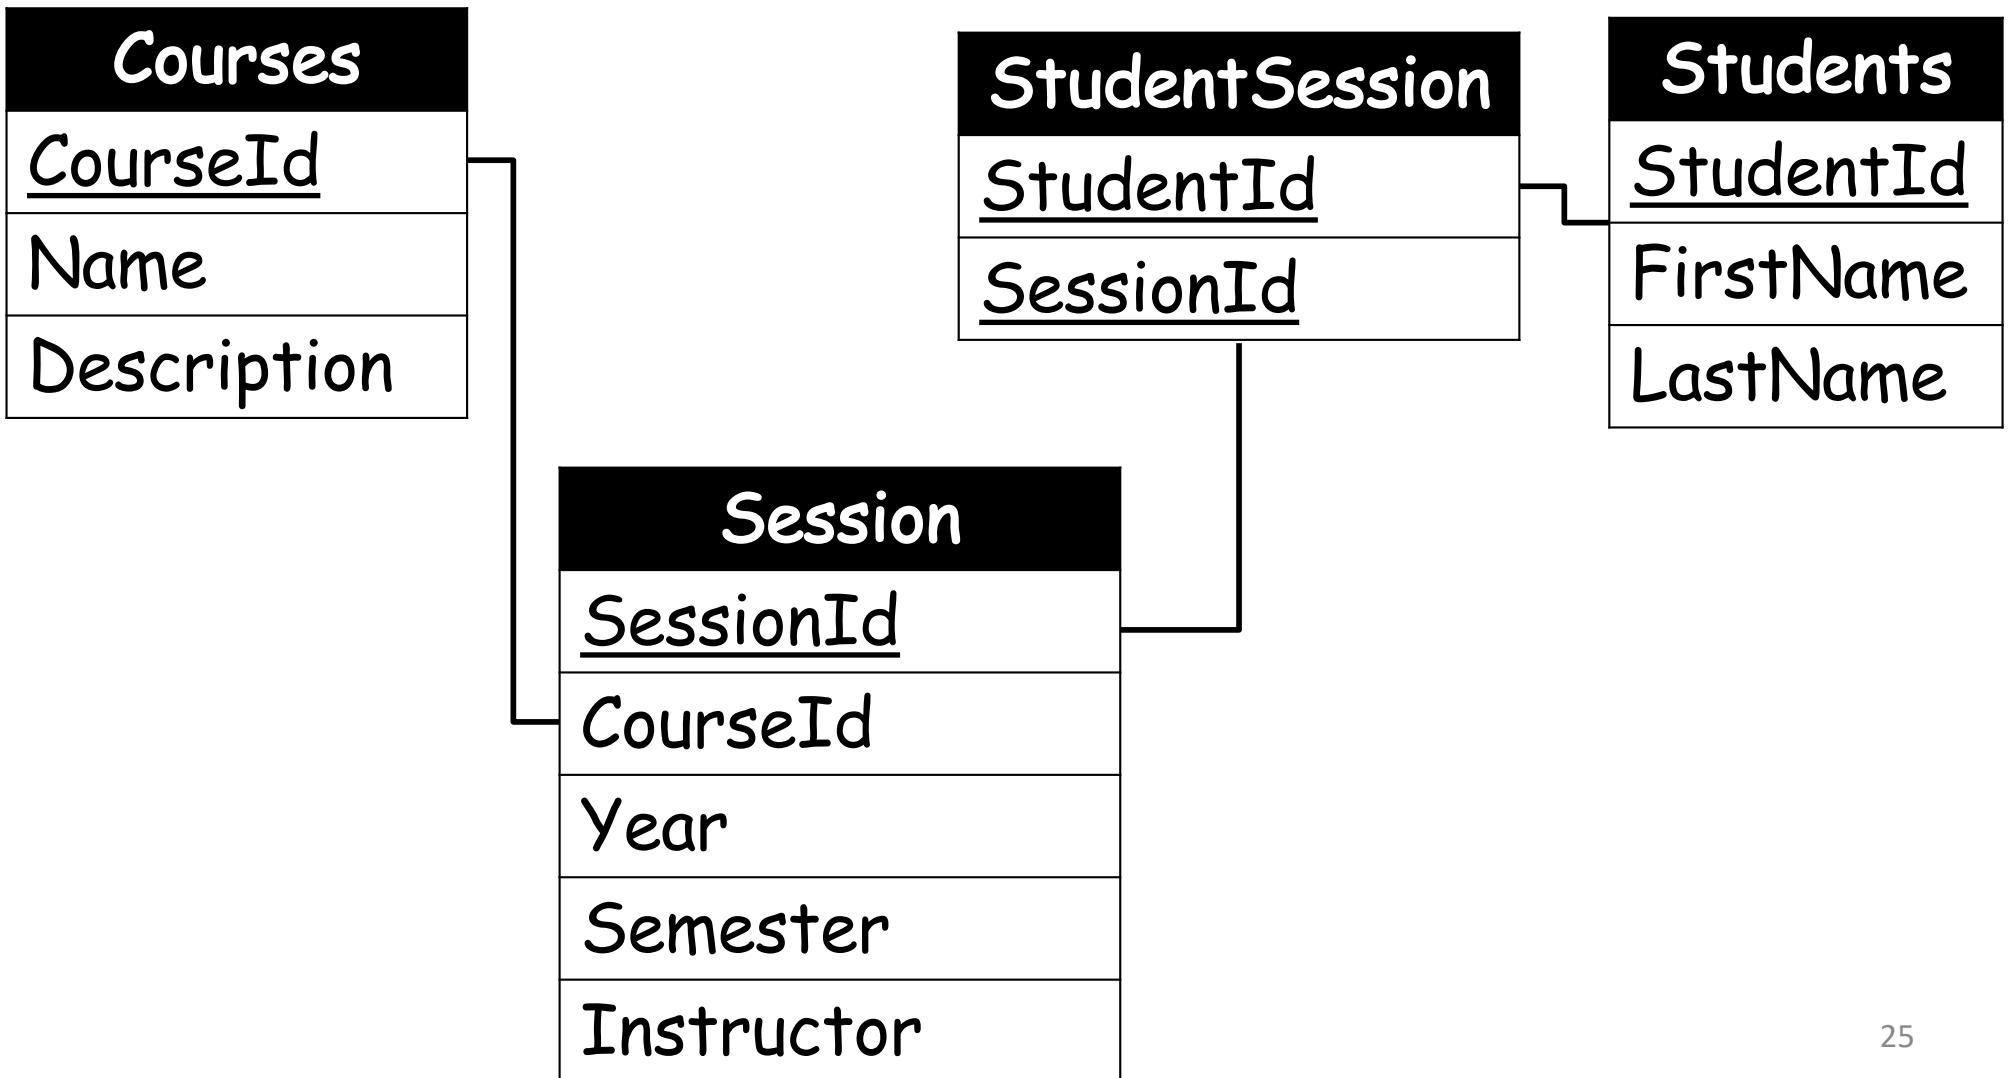 Courses
CourseId
Name
Description
StudentSession
StudentId
SessionId
Students
StudentId
FirstName
LastName
Session
SessionId
CourseId
Year
Semester
Instructor
25